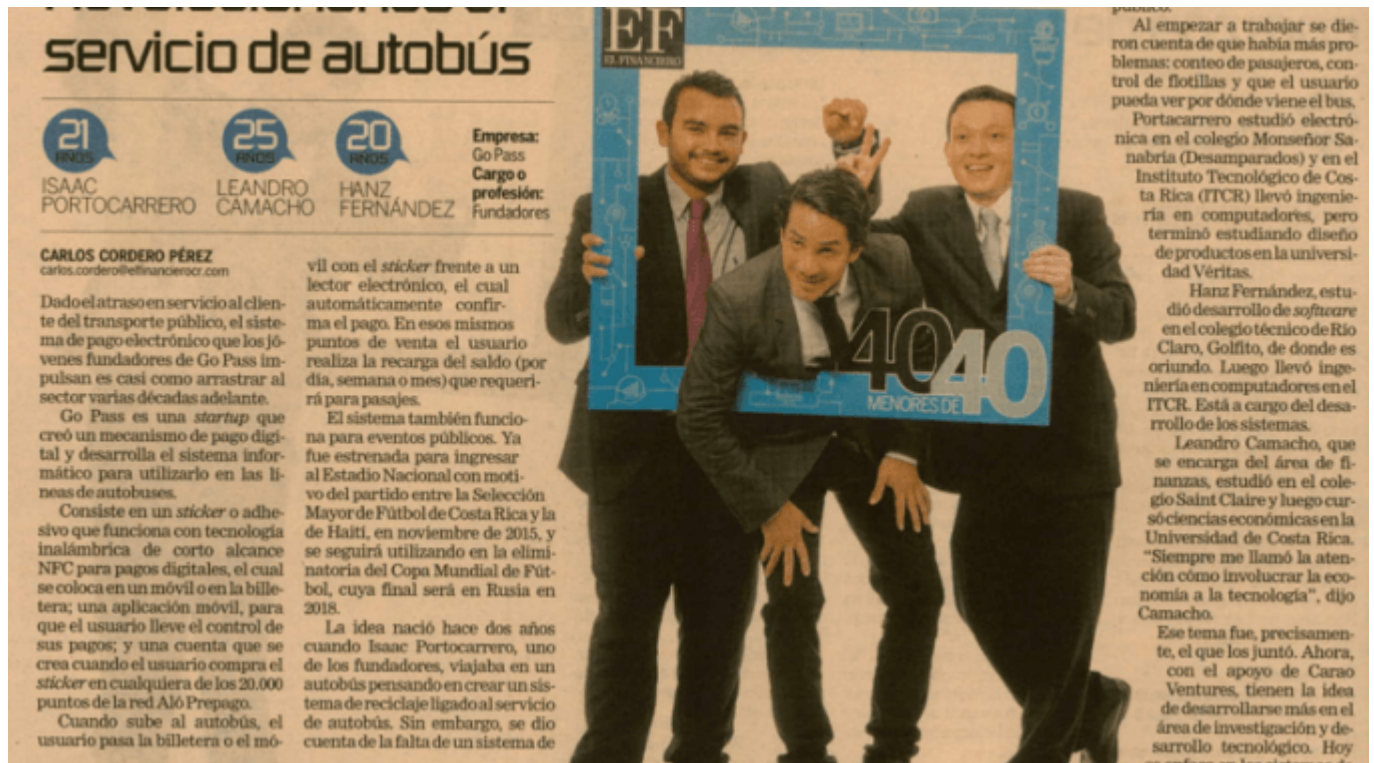 servicio de autobús
21
AÑOS
ISAAC
PORTOCARRERO
25
AÑOS
LEANDRO
CAMACHO
20
AÑOS
HANZ
FERNÁNDEZ
Empresa:
Go Pass
Cargo o
profesión:
Fundadores
CARLOS CORDERO PÉREZ
carlos.cordero@elfinancierocr.com
Dado el atraso en servicio al clien-
te del transporte público, el siste-
ma de pago electrónico que los jó-
venes fundadores de Go Pass im-
pulsan es casi como arrastrar al
sector varias décadas adelante.
Go Pass es una startup que
creó un mecanismo de pago digi-
tal y desarrolla el sistema infor-
mático para utilizarlo en las lí-
neas de autobuses.
Consiste en un sticker o adhe-
sivo que funciona con tecnología
inalámbrica de corto alcance
NFC para pagos digitales, el cual
se coloca en un móvil o en la bille-
tera; una aplicación móvil, para
que el usuario lleve el control de
sus pagos; y una cuenta que se
crea cuando el usuario compra el
sticker en cualquiera de los 20.000
puntos de la red Aló Prepago.
Cuando sube al autobús, el
usuario pasa la billetera o el mó-
vil con el sticker frente a un
lector electrónico, el cual
automáticamente confir-
ma el pago. En esos mismos
puntos de venta el usuario
realiza la recarga del saldo (por
día, semana o mes) que requeri-
rá para pasajes.
El sistema también funcio-
na para eventos públicos. Ya
fue estrenada para ingresar
al Estadio Nacional con moti-
vo del partido entre la Selección
Mayor de Fútbol de Costa Rica y la
de Haití, en noviembre de 2015, y
se seguirá utilizando en la elimi-
natoria del Copa Mundial de Fút-
bol, cuya final será en Rusia en
2018.
La idea nació hace dos años
cuando Isaac Portocarrero, uno
de los fundadores, viajaba en un
autobús pensando en crear un sis-
tema de reciclaje ligado al servicio
de autobús. Sin embargo, se dio
cuenta de la falta de un sistema de
EF
EL FINANCIERO
40
MENORES DE 40
público.
Al empezar a trabajar se die-
ron cuenta de que había más pro-
blemas: conteo de pasajeros, con-
trol de flotillas y que el usuario
pueda ver por dónde viene el bus.
Portacarrero estudió electró-
nica en el colegio Monseñor Sa-
nabria (Desamparados) y en el
Instituto Tecnológico de Cos-
ta Rica (ITCR) llevó ingenie-
ría en computadores, pero
terminó estudiando diseño
de productos en la universi-
dad Véritas.
Hanz Fernández, estu-
dió desarrollo de software
en el colegio técnico de Río
Claro, Golfito, de donde es
oriundo. Luego llevó inge-
niería en computadores en el
ITCR. Está a cargo del desa-
rrollo de los sistemas.
Leandro Camacho, que
se encarga del área de fi-
nanzas, estudió en el cole-
gio Saint Claire y luego cur-
só ciencias económicas en la
Universidad de Costa Rica.
"Siempre me llamó la aten-
ción cómo involucrar la eco-
nomía a la tecnología", dijo
Camacho.
Ese tema fue, precisamen-
te, el que los juntó. Ahora,
con el apoyo de Carao
Ventures, tienen la idea
de desarrollarse más en el
área de investigación y de-
sarrollo tecnológico. Hoy